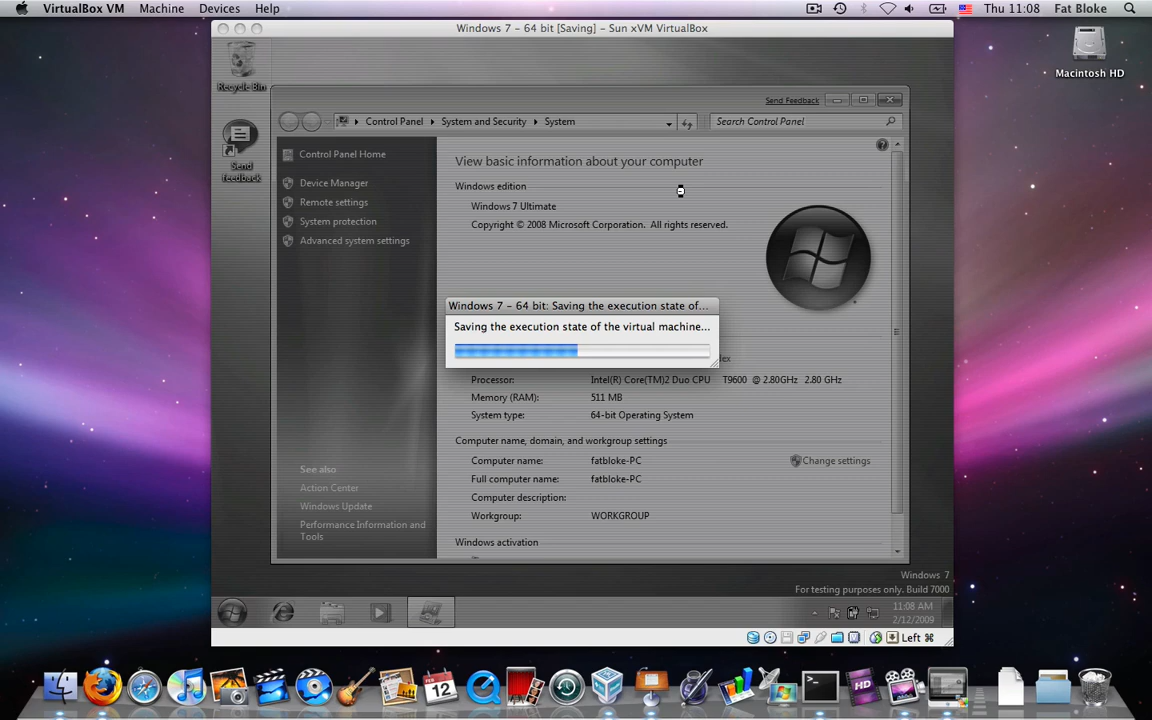 VirtualBox VM Machine Devices Help Thu 11:08 Fat Bloke
Windows 7 – 64 bit [Saving] – Sun xVM VirtualBox
Macintosh HD
Recycle Bin
Send feedback
Send Feedback
Control Panel System and Security System
Search Control Panel
Control Panel Home
Device Manager
Remote settings
System protection
Advanced system settings
See also
Action Center
Windows Update
Performance Information and
Tools
View basic information about your computer
Windows edition
Windows 7 Ultimate
Copyright © 2008 Microsoft Corporation. All rights reserved.
Windows 7 – 64 bit: Saving the execution state of...
Saving the execution state of the virtual machine...
Processor: Intel(R) Core(TM)2 Duo CPU T9600 @ 2.80GHz 2.80 GHz
Memory (RAM): 511 MB
System type: 64-bit Operating System
Computer name, domain, and workgroup settings
Computer name: fatbloke-PC
Change settings
Full computer name: fatbloke-PC
Computer description:
Workgroup: WORKGROUP
Windows activation
Windows 7
For testing purposes only. Build 7000
11:08 AM
2/12/2009
Left ⌘
FEB
12
HD